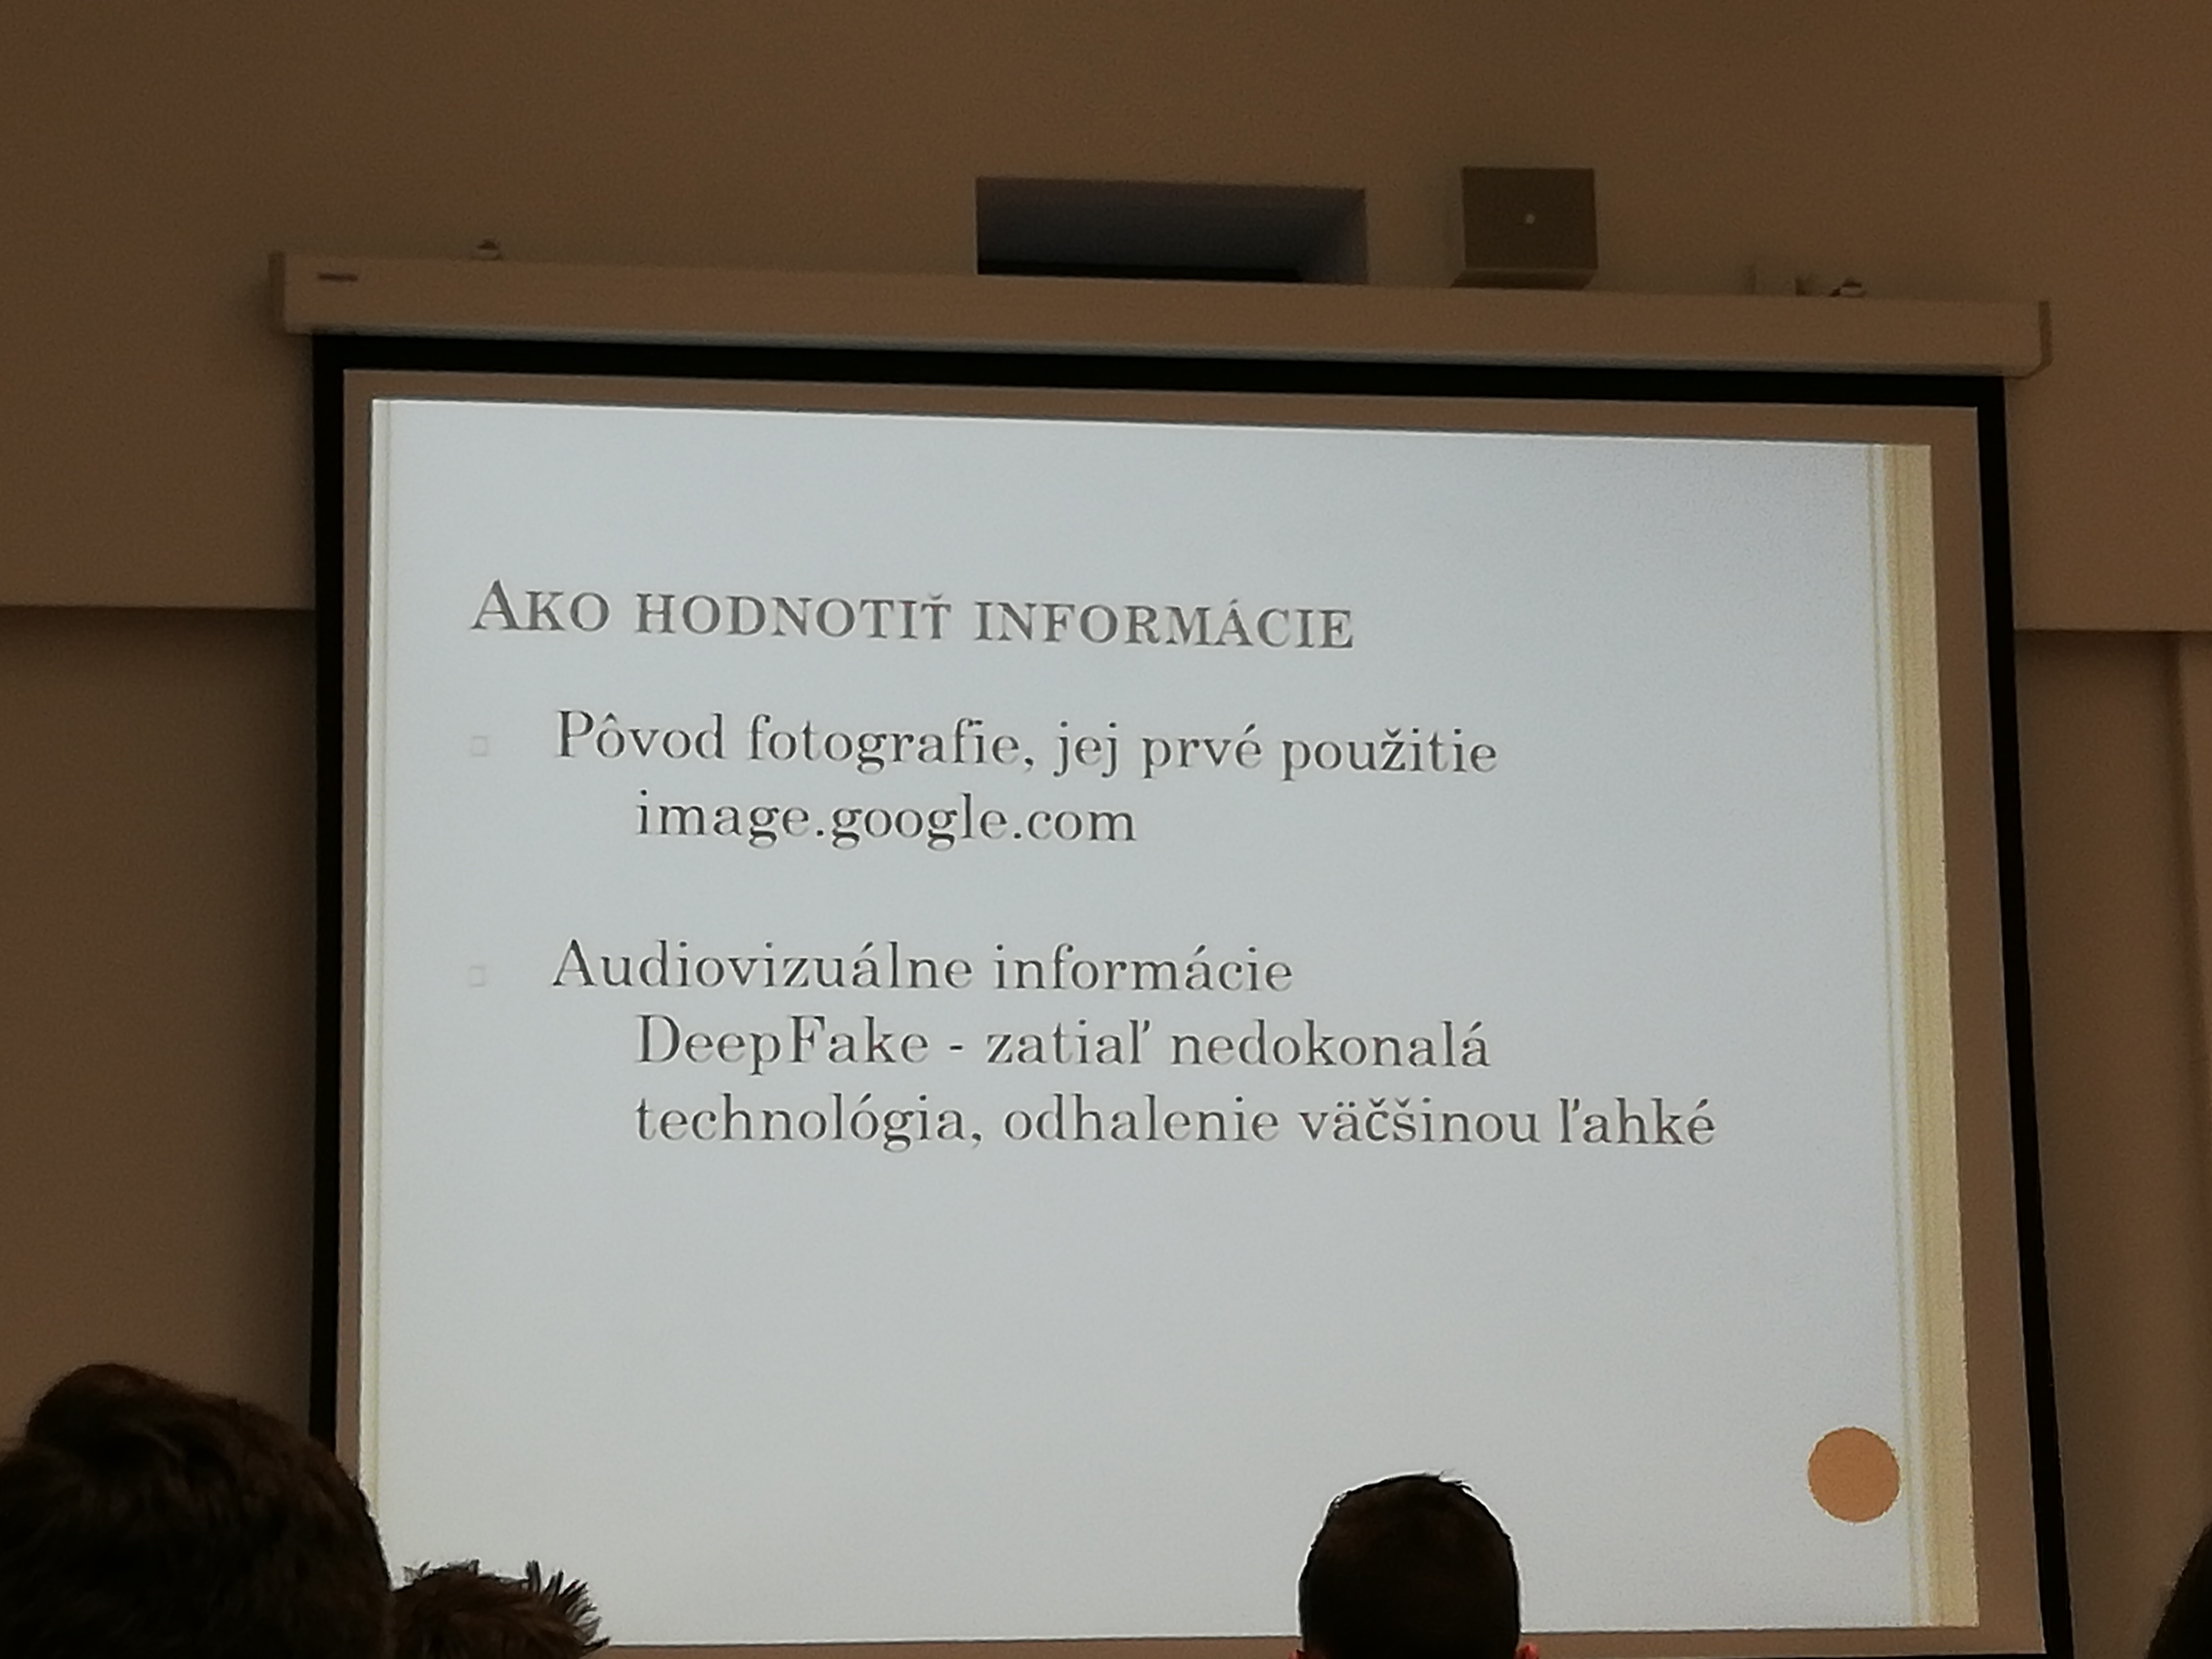 AKO HODNOTIŤ INFORMÁCIE
Pôvod fotografie, jej prvé použitie
image.google.com
Audiovizuálne informácie
DeepFake - zatiaľ nedokonalá
technológia, odhalenie väčšinou ľahké